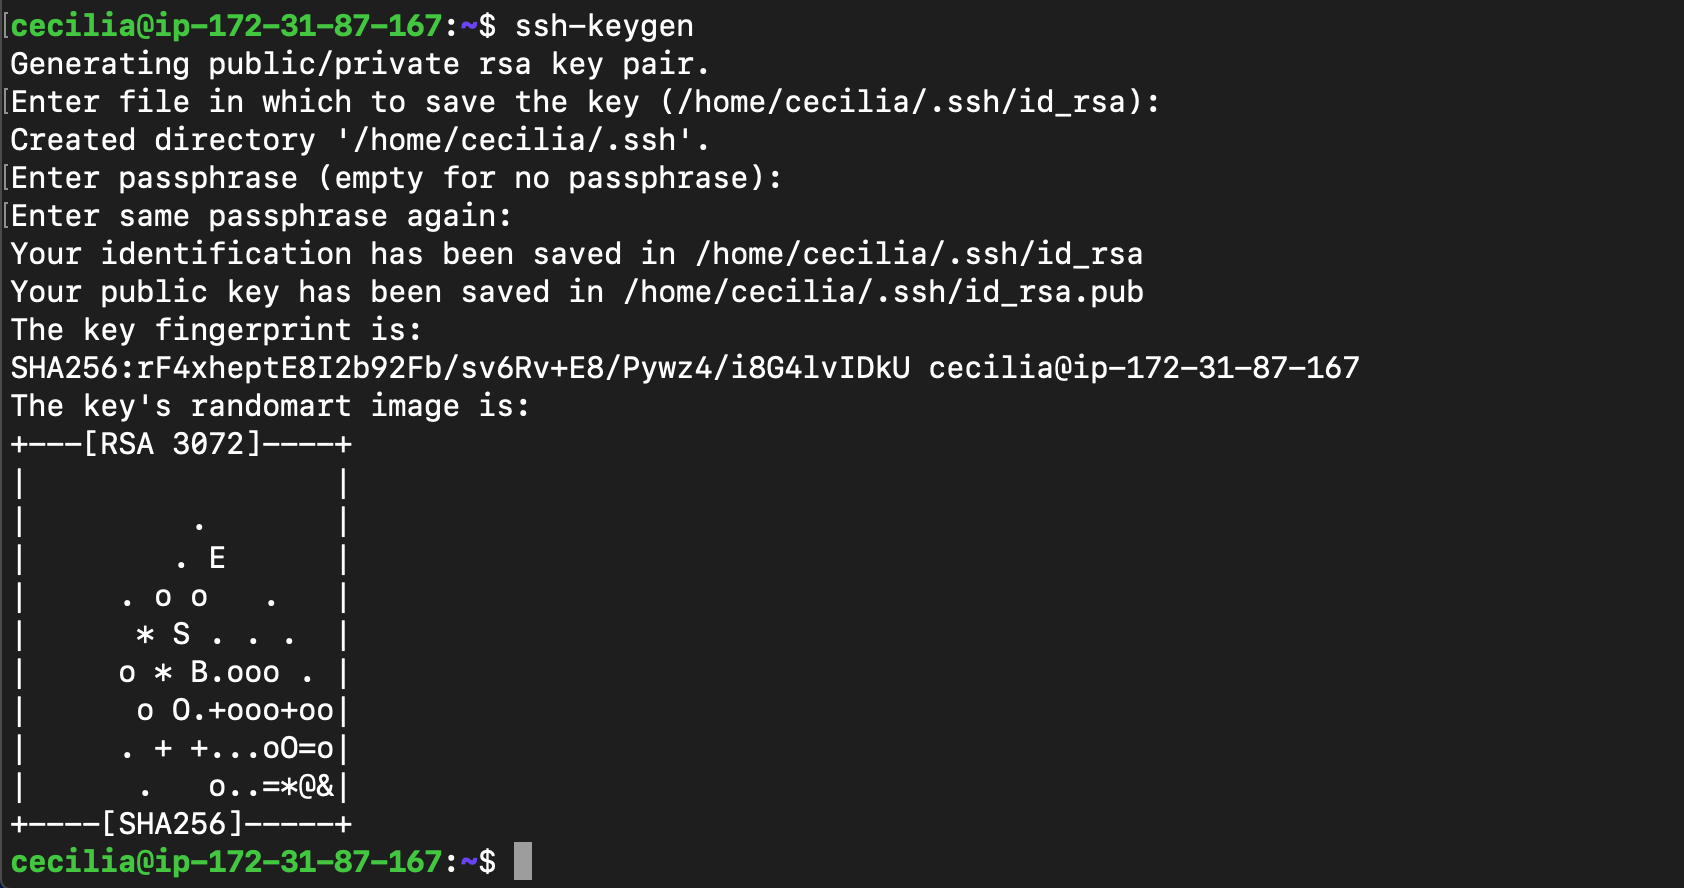 cecilia@ip-172-31-87-167:~$ ssh-keygen
Generating public/private rsa key pair.
Enter file in which to save the key (/home/cecilia/.ssh/id_rsa):
Created directory '/home/cecilia/.ssh'.
Enter passphrase (empty for no passphrase):
Enter same passphrase again:
Your identification has been saved in /home/cecilia/.ssh/id_rsa
Your public key has been saved in /home/cecilia/.ssh/id_rsa.pub
The key fingerprint is:
SHA256:rF4xheptE8I2b92Fb/sv6Rv+E8/Pywz4/i8G4lvIDkU cecilia@ip-172-31-87-167
The key's randomart image is:
+---[RSA 3072]----+
|                 |
|         .       |
|        . E      |
|     . o o   .   |
|      * S . . .  |
|     o * B.ooo . |
|      o O.+ooo+oo|
|     . + +...oO=o|
|      .   o..=*@&|
+----[SHA256]-----+
cecilia@ip-172-31-87-167:~$